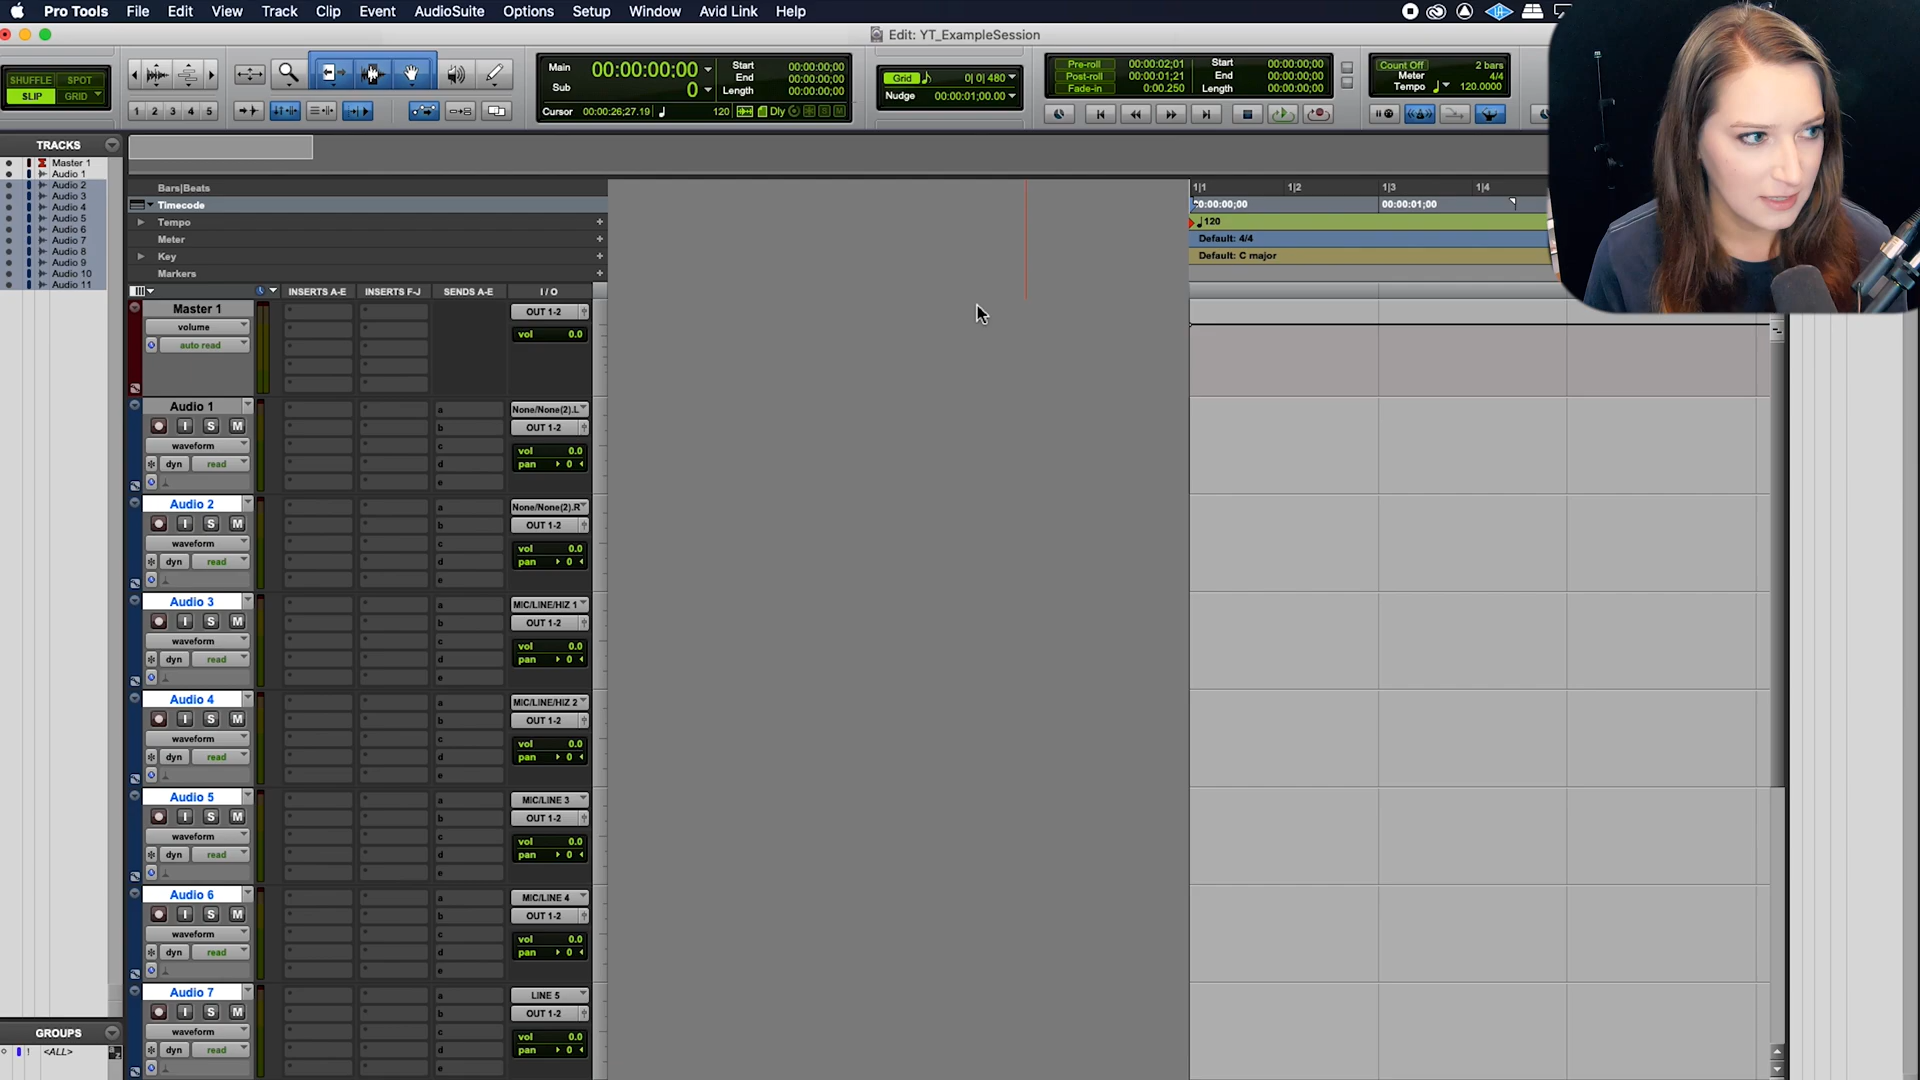 Pro Tools File Edit View Track Clip Event AudioSuite Options Setup Window Avid Link Help
Edit: YT_ExampleSession
SHUFFLE SPOT
SLIP GRID
1 2 3 4 5
Main 00:00:00:00
Sub 0
Start 00:00:00;00
End 00:00:00;00
Length 00:00:00;00
Cursor 00:00:26;27.19 120 Dly
Grid 0| 0| 480
Nudge 00:00:01;00.00
Pre-roll 00:00:02;01
Post-roll 00:00:01;21
Fade-in 0:00.250
Start 00:00:00;00
End 00:00:00;00
Length 00:00:00;00
Count Off 2 bars
Meter 4/4
Tempo 120.0000
TRACKS
Master 1
Audio 1
Audio 2
Audio 3
Audio 4
Audio 5
Audio 6
Audio 7
Audio 8
Audio 9
Audio 10
Audio 11
GROUPS
! <ALL>
Bars|Beats
Timecode
Tempo +
Meter
Key +
Markers +
1|1 1|2 1|3 1|4
0:00:00;00 00:00:01;00
120
Default: 4/4
Default: C major
INSERTS A-E INSERTS F-J SENDS A-E I / O
Master 1 OUT 1-2
volume vol 0.0
auto read
Audio 1 a None/None(2).L
I S M b OUT 1-2
waveform c vol 0.0
dyn read d pan 0
e
Audio 2 a None/None(2).R
I S M b OUT 1-2
waveform c vol 0.0
dyn read d pan 0
e
Audio 3 a MIC/LINE/HIZ 1
I S M b OUT 1-2
waveform c vol 0.0
dyn read d pan 0
e
Audio 4 a MIC/LINE/HIZ 2
I S M b OUT 1-2
waveform c vol 0.0
dyn read d pan 0
e
Audio 5 a MIC/LINE 3
I S M b OUT 1-2
waveform c vol 0.0
dyn read d pan 0
e
Audio 6 a MIC/LINE 4
I S M b OUT 1-2
waveform c vol 0.0
dyn read d pan 0
e
Audio 7 a LINE 5
I S M b OUT 1-2
waveform c vol 0.0
dyn read d pan 0
e